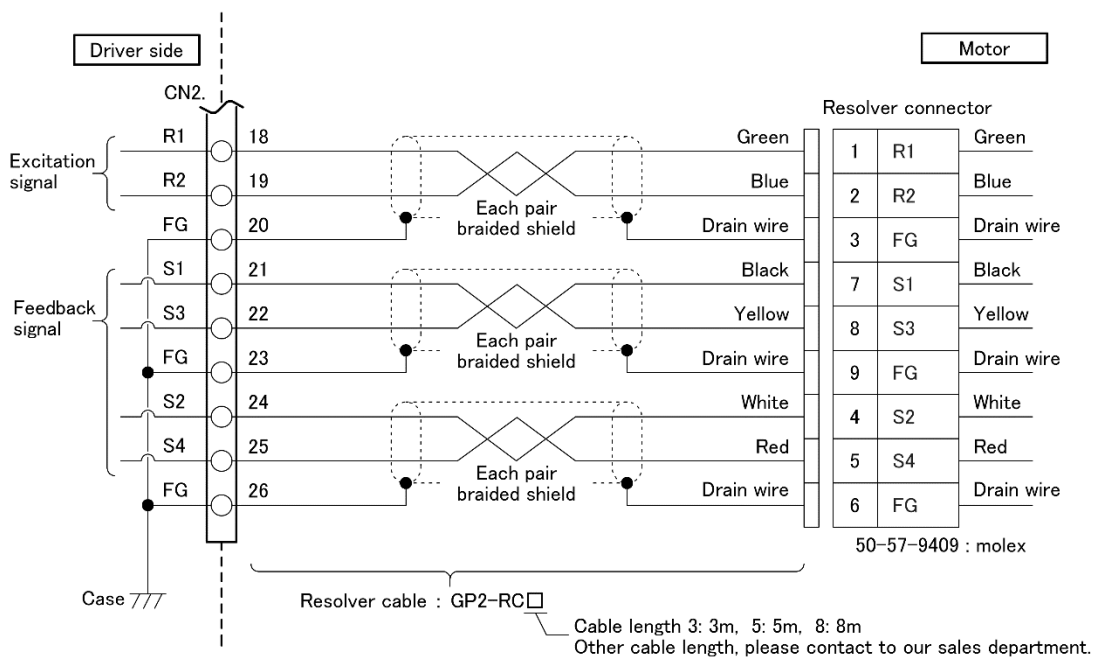 Driver side
Motor
CN2.
Resolver connector
R1 18 Green 1 R1 Green
Excitation
signal
R2 19 Blue 2 R2 Blue
Each pair
braided shield
FG 20 Drain wire 3 FG Drain wire
S1 21 Black 7 S1 Black
Feedback
signal
S3 22 Yellow 8 S3 Yellow
Each pair
braided shield
FG 23 Drain wire 9 FG Drain wire
S2 24 White 4 S2 White
S4 25 Red 5 S4 Red
Each pair
braided shield
FG 26 Drain wire 6 FG Drain wire
50-57-9409 : molex
Case
Resolver cable : GP2-RC□
Cable length 3: 3m, 5: 5m, 8: 8m
Other cable length, please contact to our sales department.